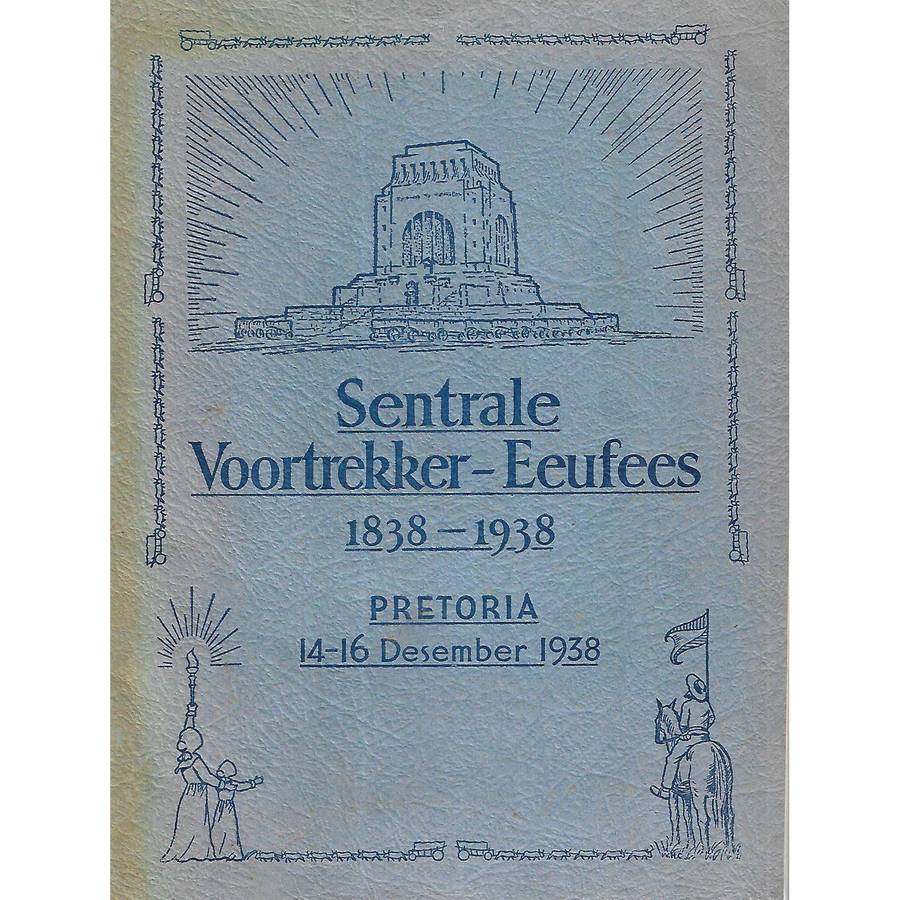 Sentrale
Voortrekker-Eeufees
1838-1938
PRETORIA
14-16 Desember 1938